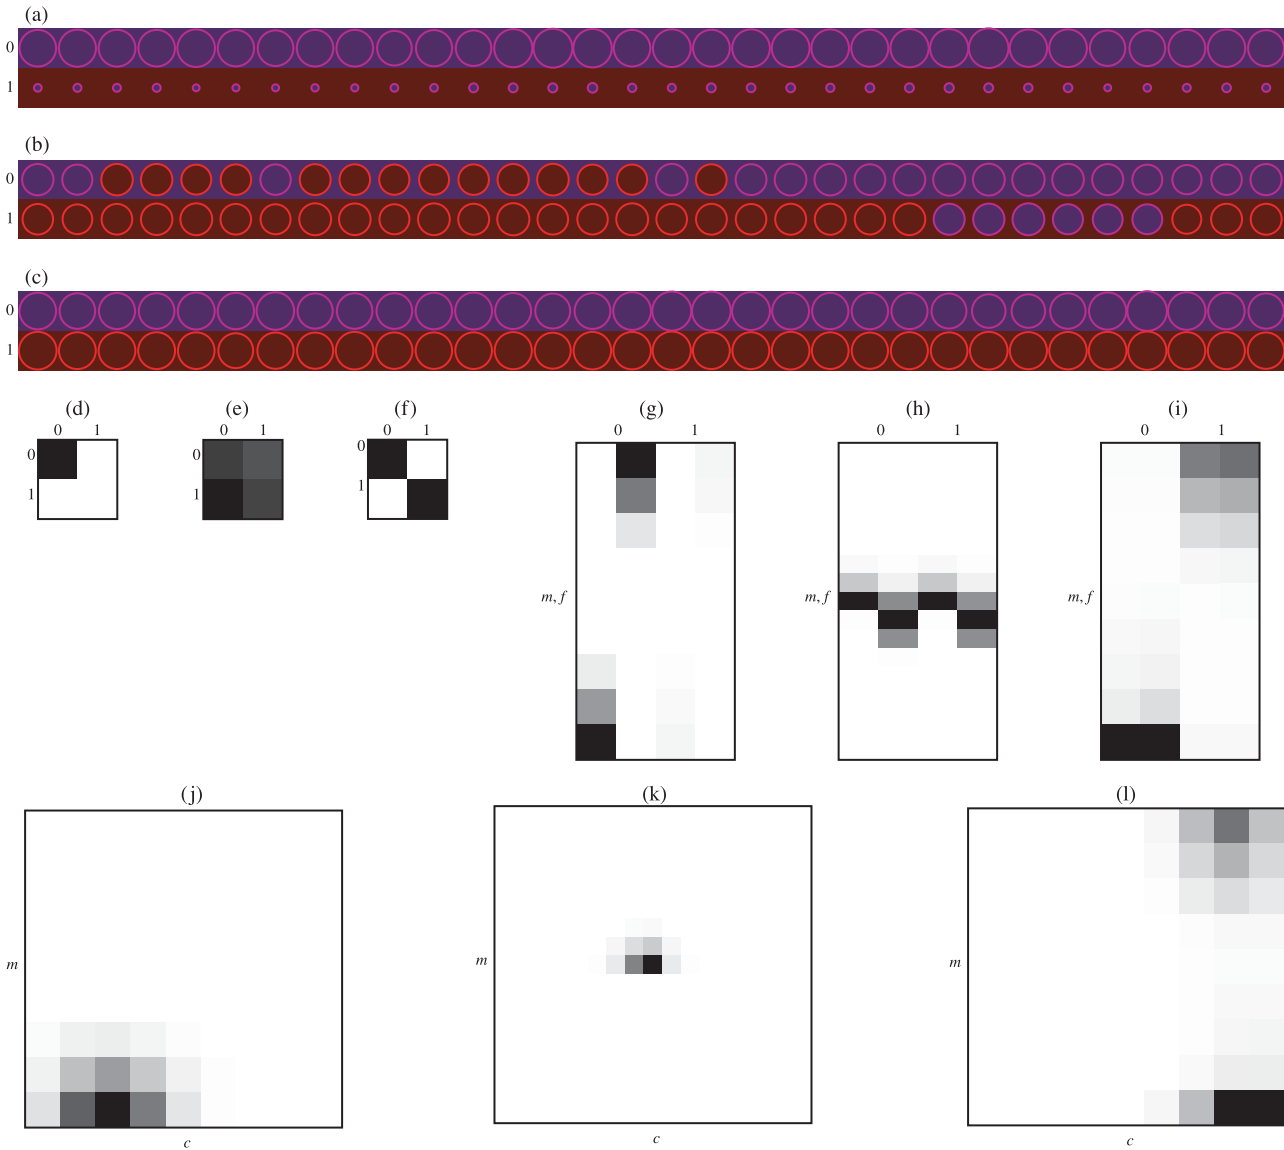 (a)
0
1
(b)
0
1
(c)
0
1
(d) (e) (f) (g) (h) (i)
0 1 0 1 0 1 0 1 0 1 0 1
0 0 0
1 1 1
m, f m, f m, f
(j) (k) (l)
m m m
c c c